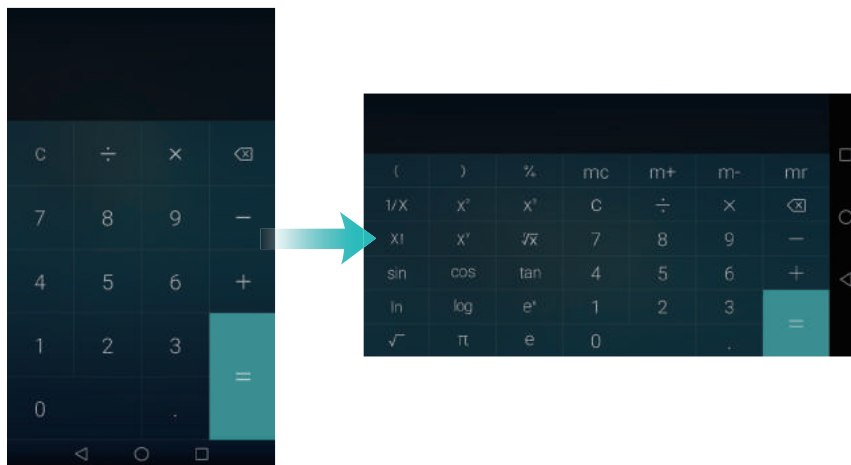 C ÷ ×
7 8 9 −
4 5 6 +
1 2 3 =
0 .
( ) % mc m+ m- mr
1/X X² X³ C ÷ ×
X! Xʸ ʸ√x 7 8 9 −
sin cos tan 4 5 6 +
ln log eˣ 1 2 3 =
√ π e 0 .